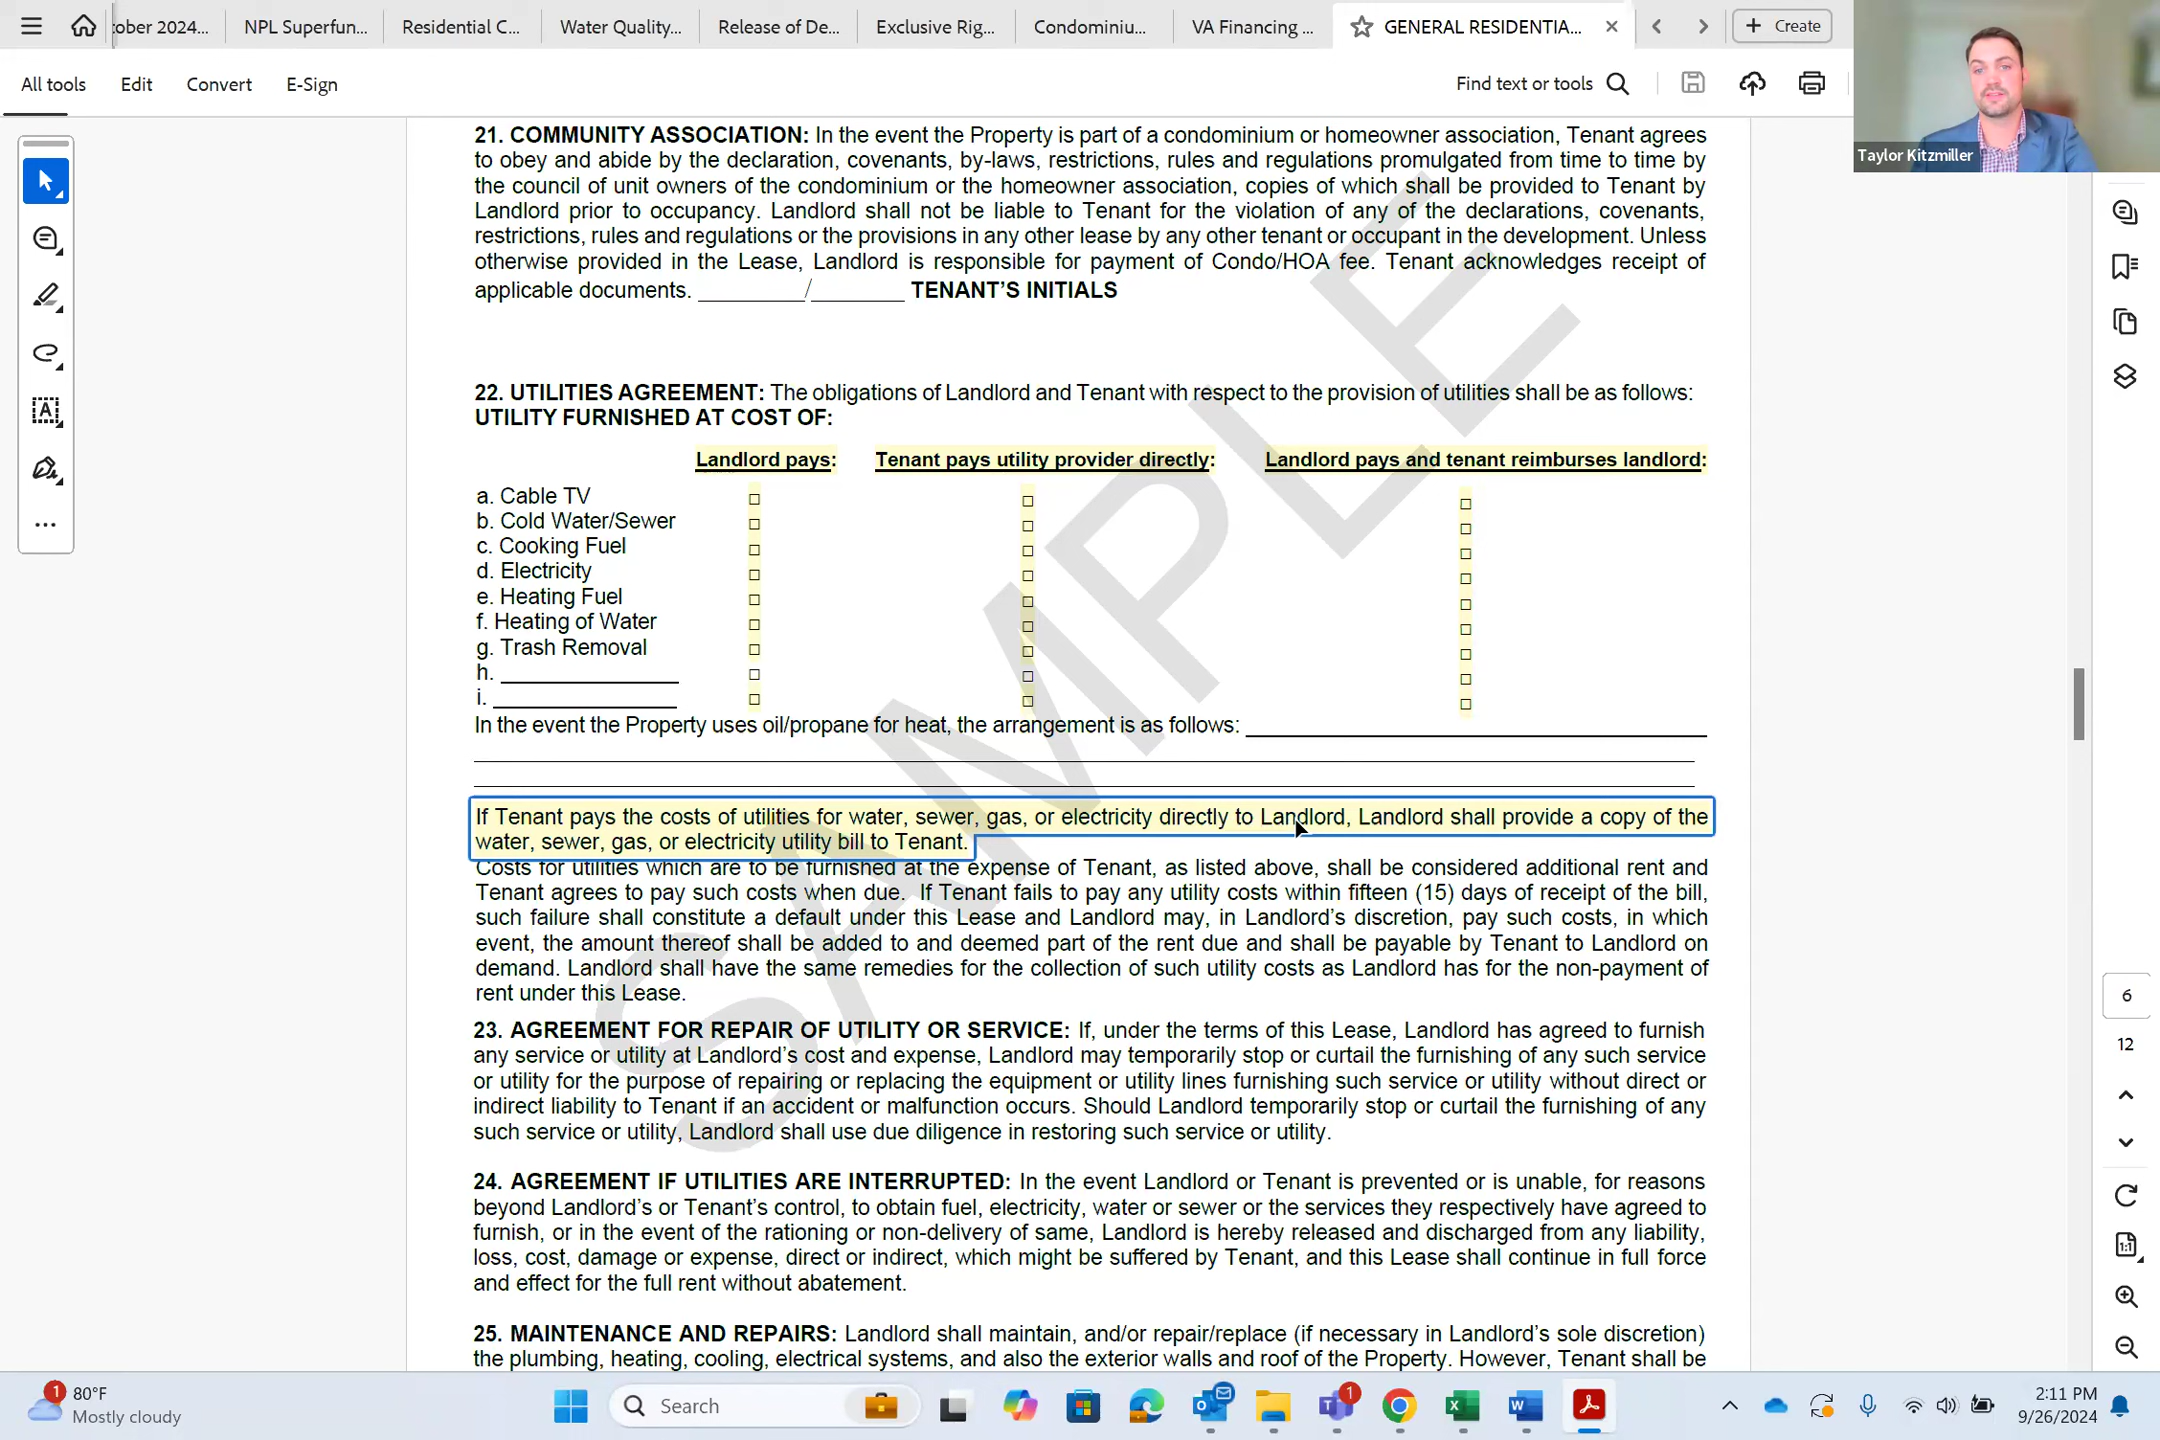 ober 2024...
NPL Superfun...
Residential C...
Water Quality...
Release of De...
Exclusive Rig...
Condominiu...
VA Financing ...
GENERAL RESIDENTIA...
Create
All tools
Edit
Convert
E-Sign
Find text or tools
Taylor Kitzmiller
21. COMMUNITY ASSOCIATION: In the event the Property is part of a condominium or homeowner association, Tenant agrees
to obey and abide by the declaration, covenants, by-laws, restrictions, rules and regulations promulgated from time to time by
the council of unit owners of the condominium or the homeowner association, copies of which shall be provided to Tenant by
Landlord prior to occupancy. Landlord shall not be liable to Tenant for the violation of any of the declarations, covenants,
restrictions, rules and regulations or the provisions in any other lease by any other tenant or occupant in the development. Unless
otherwise provided in the Lease, Landlord is responsible for payment of Condo/HOA fee. Tenant acknowledges receipt of
applicable documents. _________/________ TENANT'S INITIALS
22. UTILITIES AGREEMENT: The obligations of Landlord and Tenant with respect to the provision of utilities shall be as follows:
UTILITY FURNISHED AT COST OF:
Landlord pays: Tenant pays utility provider directly: Landlord pays and tenant reimburses landlord:
a. Cable TV □ □ □
b. Cold Water/Sewer □ □ □
c. Cooking Fuel □ □ □
d. Electricity □ □ □
e. Heating Fuel □ □ □
f. Heating of Water □ □ □
g. Trash Removal □ □ □
h. _______________ □ □ □
i. _______________ □ □ □
In the event the Property uses oil/propane for heat, the arrangement is as follows: ________________________
If Tenant pays the costs of utilities for water, sewer, gas, or electricity directly to Landlord, Landlord shall provide a copy of the
water, sewer, gas, or electricity utility bill to Tenant.
Costs for utilities which are to be furnished at the expense of Tenant, as listed above, shall be considered additional rent and
Tenant agrees to pay such costs when due. If Tenant fails to pay any utility costs within fifteen (15) days of receipt of the bill,
such failure shall constitute a default under this Lease and Landlord may, in Landlord's discretion, pay such costs, in which
event, the amount thereof shall be added to and deemed part of the rent due and shall be payable by Tenant to Landlord on
demand. Landlord shall have the same remedies for the collection of such utility costs as Landlord has for the non-payment of
rent under this Lease.
23. AGREEMENT FOR REPAIR OF UTILITY OR SERVICE: If, under the terms of this Lease, Landlord has agreed to furnish
any service or utility at Landlord's cost and expense, Landlord may temporarily stop or curtail the furnishing of any such service
or utility for the purpose of repairing or replacing the equipment or utility lines furnishing such service or utility without direct or
indirect liability to Tenant if an accident or malfunction occurs. Should Landlord temporarily stop or curtail the furnishing of any
such service or utility, Landlord shall use due diligence in restoring such service or utility.
24. AGREEMENT IF UTILITIES ARE INTERRUPTED: In the event Landlord or Tenant is prevented or is unable, for reasons
beyond Landlord's or Tenant's control, to obtain fuel, electricity, water or sewer or the services they respectively have agreed to
furnish, or in the event of the rationing or non-delivery of same, Landlord is hereby released and discharged from any liability,
loss, cost, damage or expense, direct or indirect, which might be suffered by Tenant, and this Lease shall continue in full force
and effect for the full rent without abatement.
25. MAINTENANCE AND REPAIRS: Landlord shall maintain, and/or repair/replace (if necessary in Landlord's sole discretion)
the plumbing, heating, cooling, electrical systems, and also the exterior walls and roof of the Property. However, Tenant shall be
SAMPLE
6
12
1:1
1
80°F
Mostly cloudy
Search
1
2:11 PM
9/26/2024